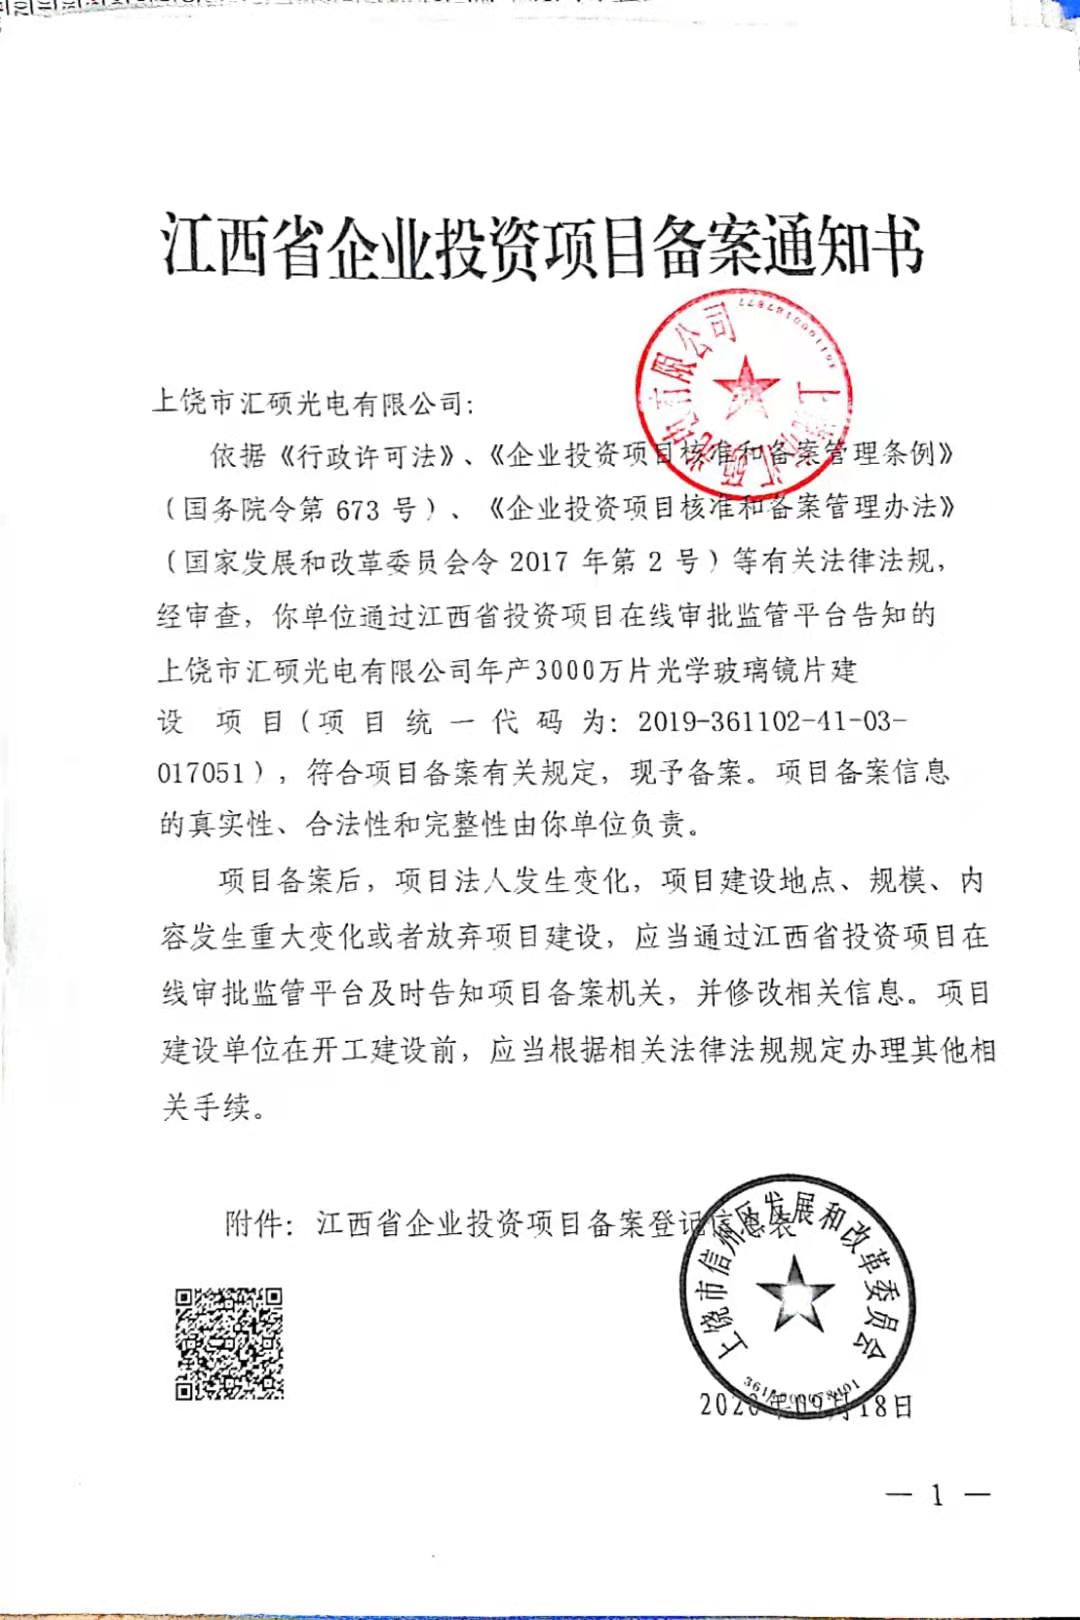 江西省企业投资项目备案通知书
上饶市汇硕光电有限公司
上饶市汇硕光电有限公司:
依据《行政许可法》、《企业投资项目核准和备案管理条例》
(国务院令第 673 号)、《企业投资项目核准和备案管理办法》
(国家发展和改革委员会令 2017 年第 2 号)等有关法律法规,
经审查, 你单位通过江西省投资项目在线审批监管平台告知的
上饶市汇硕光电有限公司年产3000万片光学玻璃镜片建
设 项 目(项 目 统 一 代 码 为: 2019-361102-41-03-
017051), 符合项目备案有关规定, 现予备案。项目备案信息
的真实性、合法性和完整性由你单位负责。
项目备案后, 项目法人发生变化, 项目建设地点、规模、内
容发生重大变化或者放弃项目建设, 应当通过江西省投资项目在
线审批监管平台及时告知项目备案机关, 并修改相关信息。项目
建设单位在开工建设前, 应当根据相关法律法规规定办理其他相
关手续。
附件: 江西省企业投资项目备案登记信息表
上饶市信州区发展和改革委员会
年 月18日
— 1 —